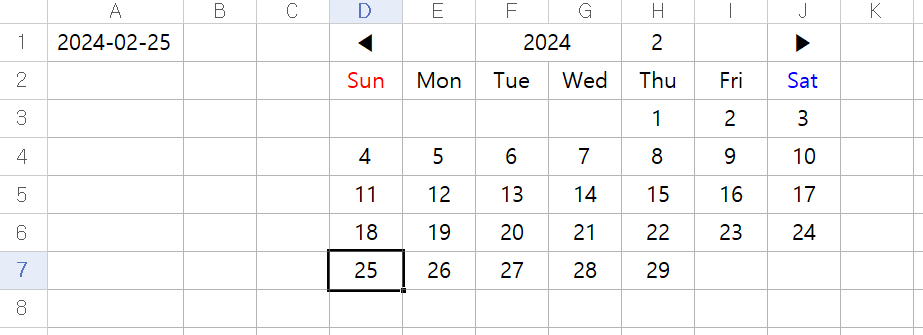 A B C D E F G H I J K
1 2024-02-25 ◀ 2024 2 ▶
2 Sun Mon Tue Wed Thu Fri Sat
3 1 2 3
4 4 5 6 7 8 9 10
5 11 12 13 14 15 16 17
6 18 19 20 21 22 23 24
7 25 26 27 28 29
8